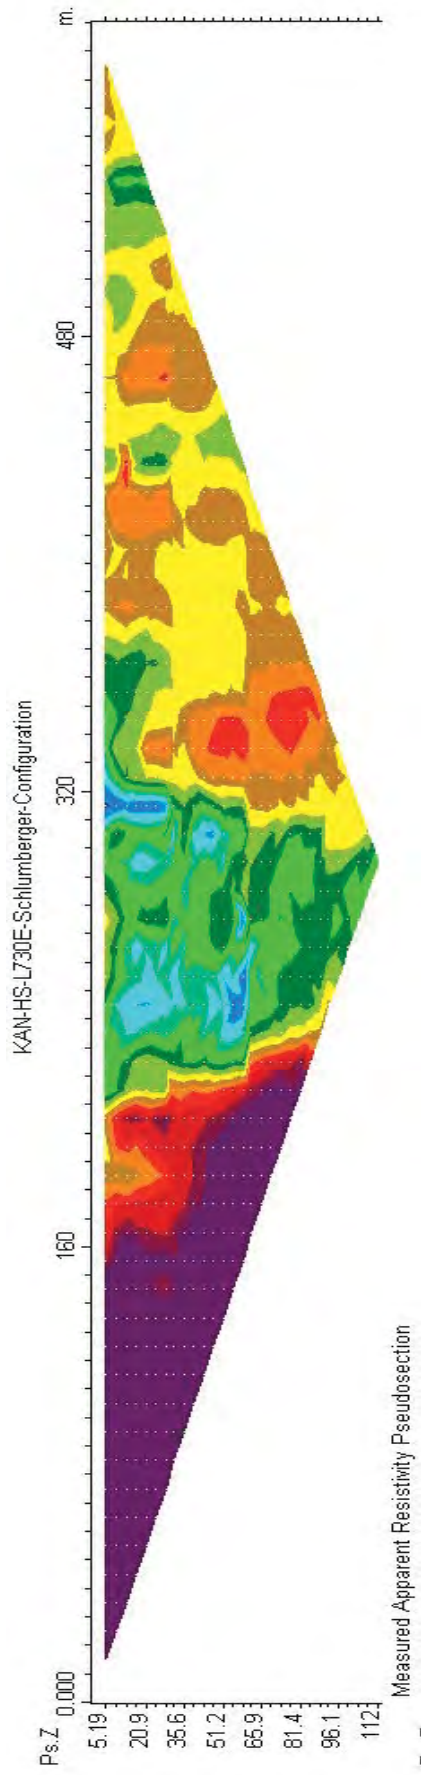 KAN-HS-L730E-Schlumberger-Configuration
Ps.Z 0.000 160 320 480 m.
5.19
20.9
35.6
51.2
65.9
81.4
96.1
112
Measured Apparent Resistivity Pseudosection